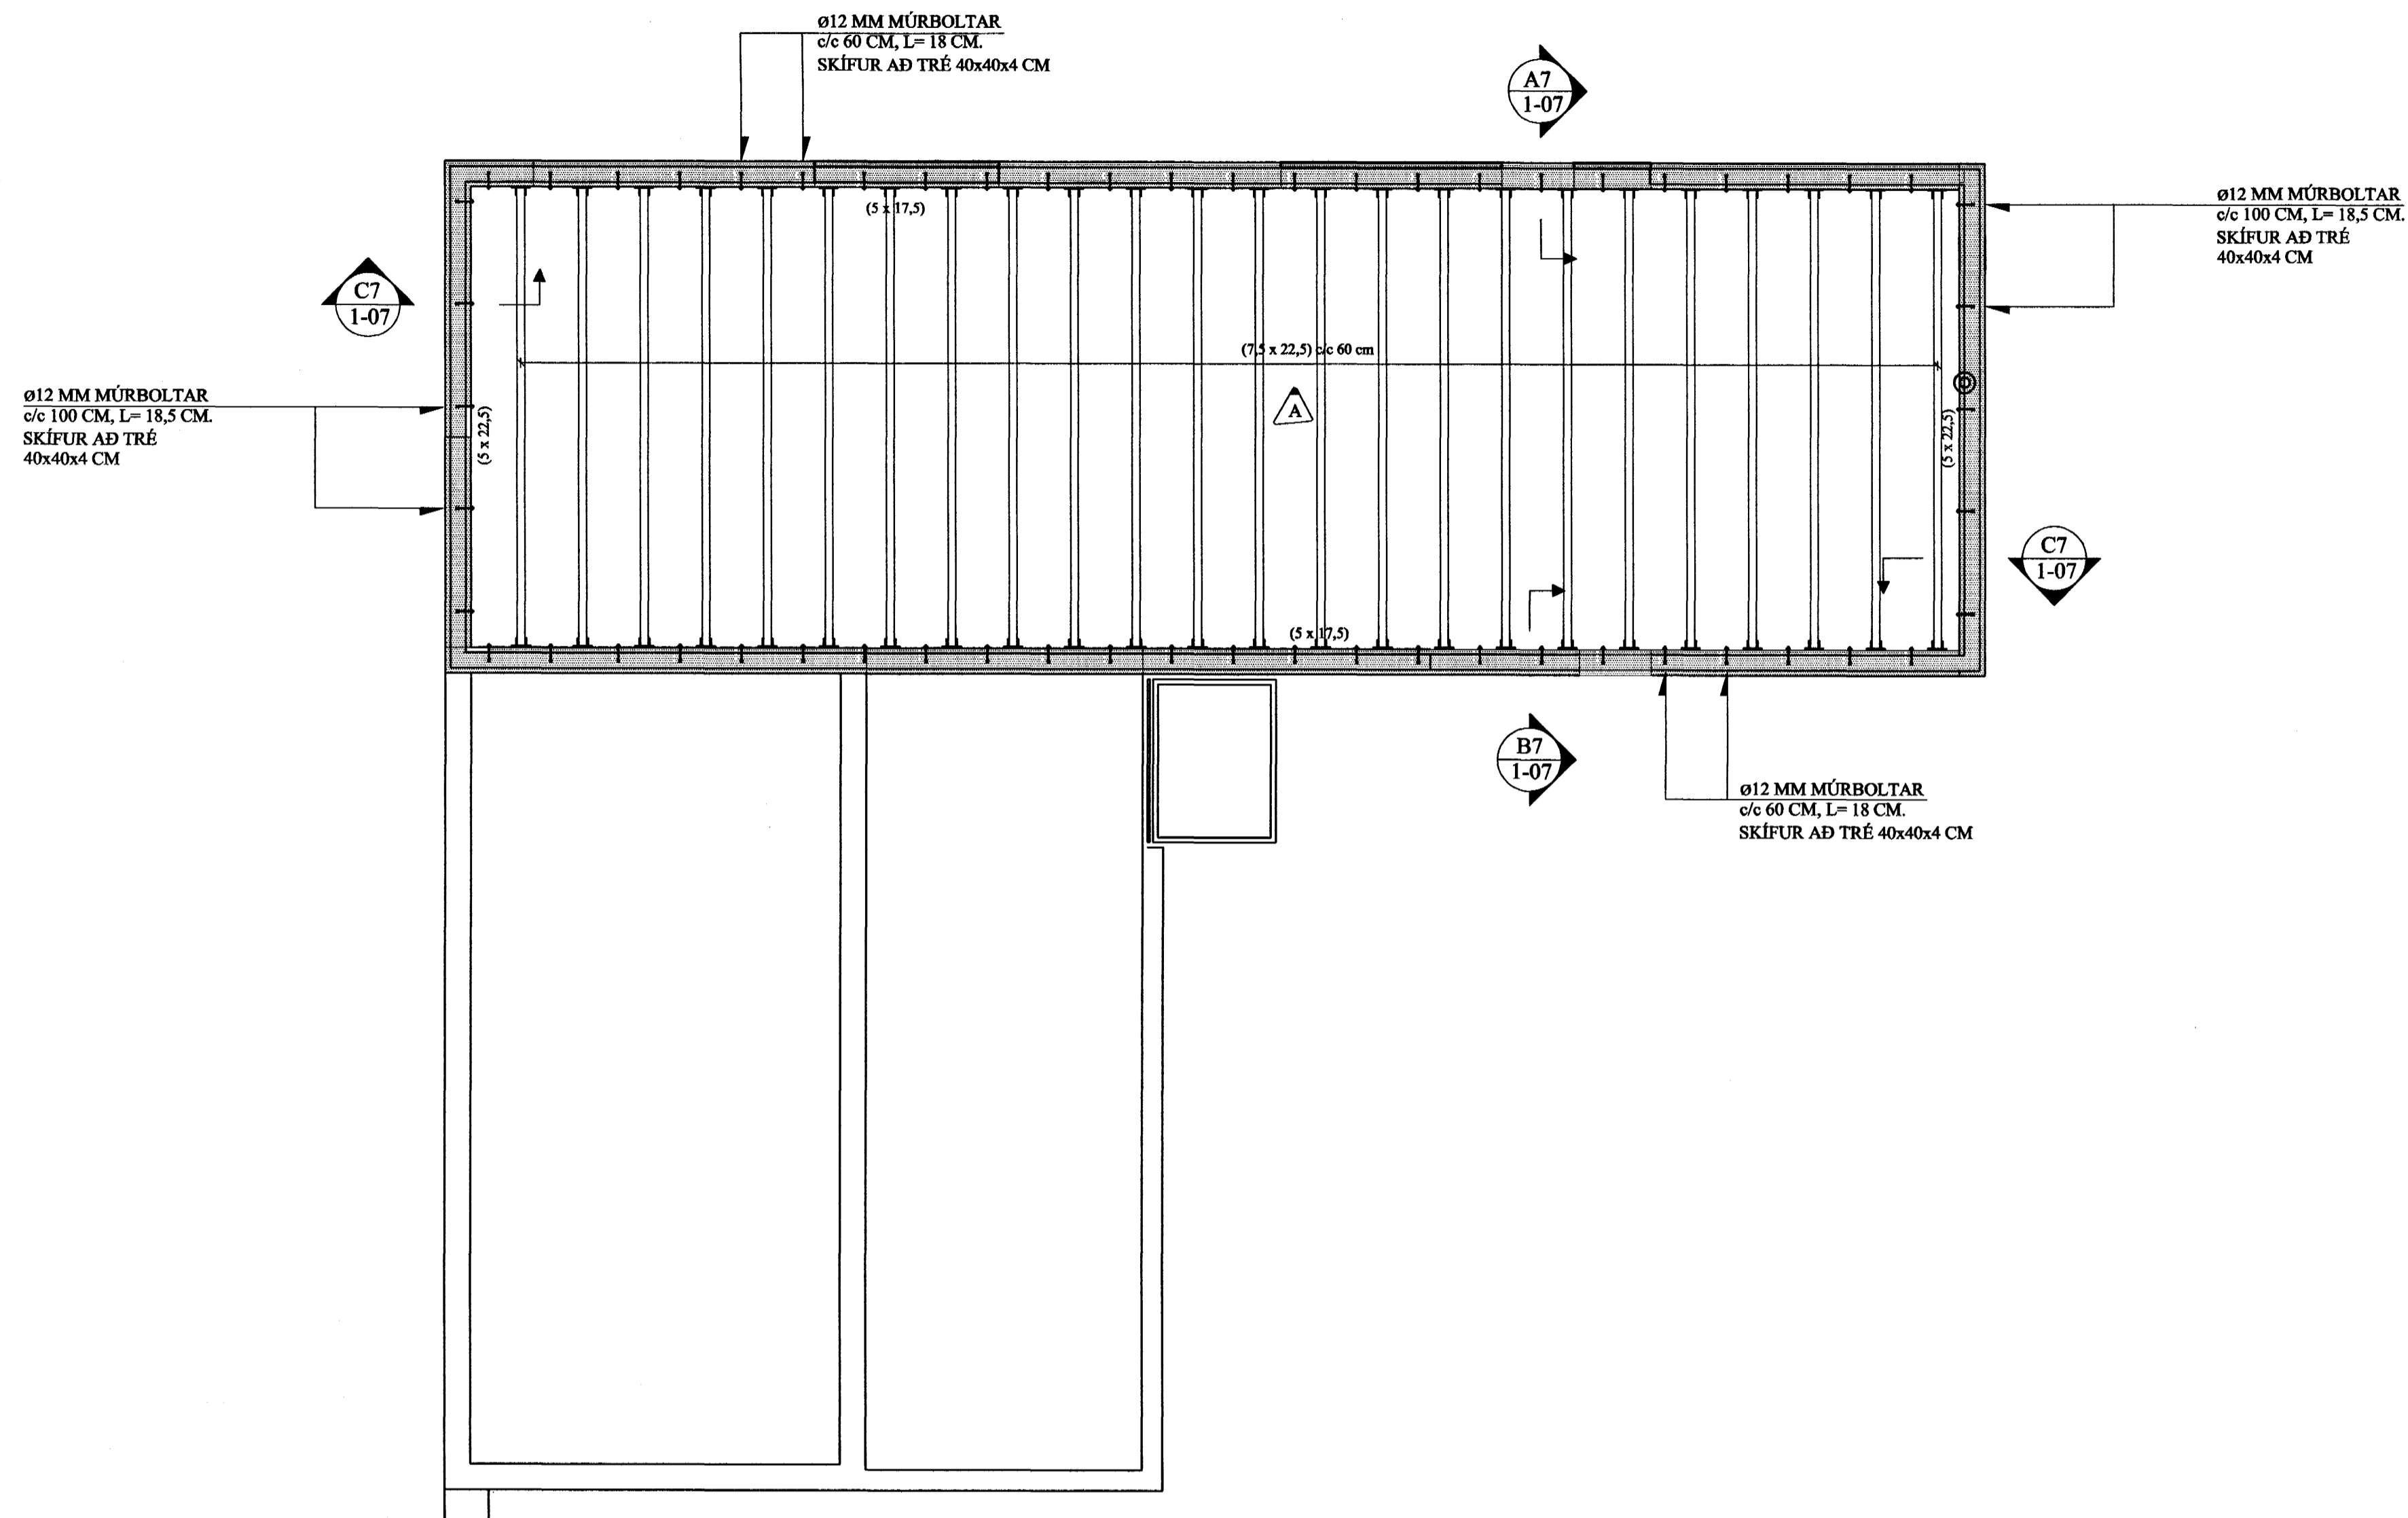 ø12 MM MÚRBOLTAR
c/c 60 CM, L= 18 CM.
SKÍFUR AÐ TRÉ 40x40x4 CM
A7
1-07
ø12 MM MÚRBOLTAR
c/c 100 CM, L= 18,5 CM.
SKÍFUR AÐ TRÉ
40x40x4 CM
(5 x 17,5)
C7
1-07
(7,5 x 22,5) c/c 60 cm
A
ø12 MM MÚRBOLTAR
c/c 100 CM, L= 18,5 CM.
SKÍFUR AÐ TRÉ
40x40x4 CM
(5 x 22,5)
(5 x 22,5)
C7
1-07
(5 x 17,5)
B7
1-07
ø12 MM MÚRBOLTAR
c/c 60 CM, L= 18 CM.
SKÍFUR AÐ TRÉ 40x40x4 CM